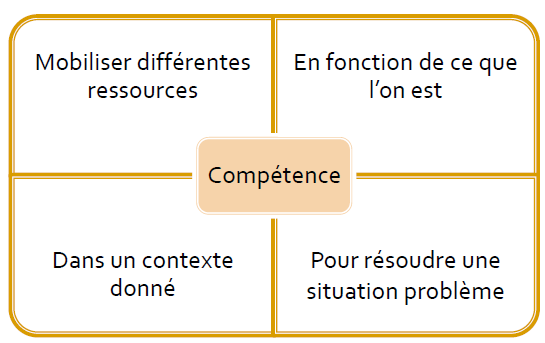 Mobiliser différentes
ressources
En fonction de ce que
l'on est
Compétence
Dans un contexte
donné
Pour résoudre une
situation problème